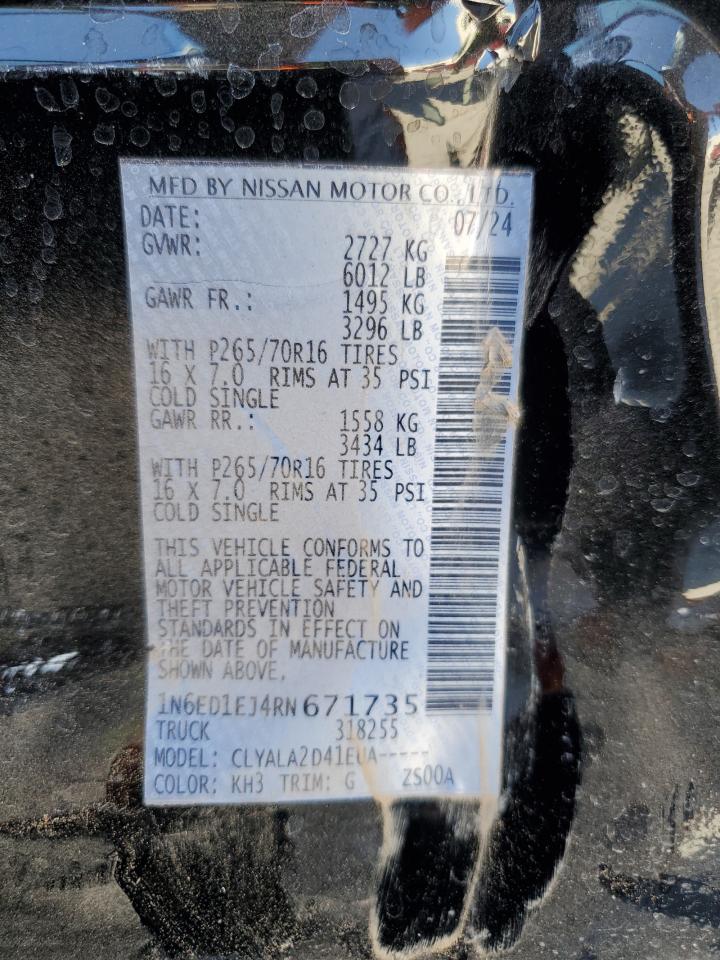 MFD BY NISSAN MOTOR CO., LTD.
DATE: 07/24
GVWR: 2727 KG
6012 LB
GAWR FR.: 1495 KG
3296 LB
WITH P265/70R16 TIRES
16 X 7.0 RIMS AT 35 PSI
COLD SINGLE
GAWR RR.: 1558 KG
3434 LB
WITH P265/70R16 TIRES
16 X 7.0 RIMS AT 35 PSI
COLD SINGLE
THIS VEHICLE CONFORMS TO
ALL APPLICABLE FEDERAL
MOTOR VEHICLE SAFETY AND
THEFT PREVENTION
STANDARDS IN EFFECT ON
THE DATE OF MANUFACTURE
SHOWN ABOVE.
1N6ED1EJ4RN671735
TRUCK 318255
MODEL: CLYALA2D41EUA-----
COLOR: KH3 TRIM: G ZS00A